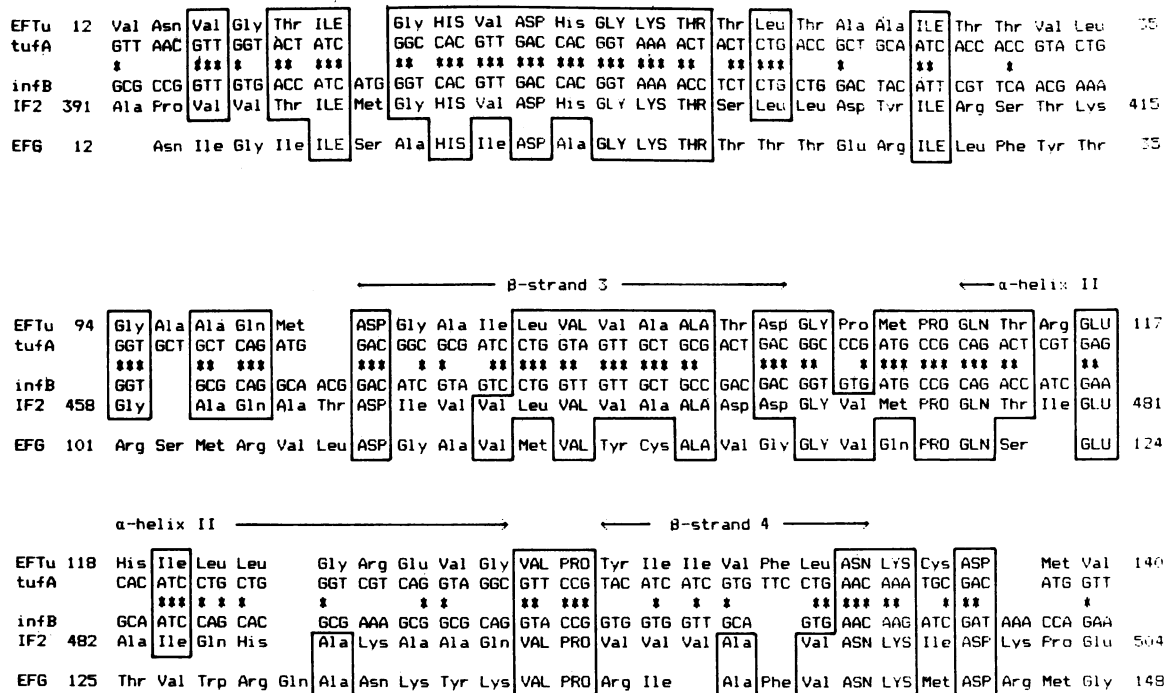 EFTu 12 Val Asn Val Gly Thr ILE Gly HIS Val ASP His GLY LYS THR Thr Leu Thr Ala Ala ILE Thr Thr Val Leu 35
tufA GTT AAC GTT GGT ACT ATC GGC CAC GTT GAC CAC GGT AAA ACT ACT CTG ACC GCT GCA ATC ACC ACC GTA CTG
* *** * ** *** ** *** *** *** *** *** *** ** ** *** * ** *
infB GCG CCG GTT GTG ACC ATC ATG GGT CAC GTT GAC CAC GGT AAA ACC TCT CTG CTG GAC TAC ATT CGT TCA ACG AAA
IF2 391 Ala Pro Val Val Thr ILE Met Gly HIS Val ASP His GLY LYS THR Ser Leu Leu Asp Tyr ILE Arg Ser Thr Lys 415
EFG 12 Asn Ile Gly Ile ILE Ser Ala HIS Ile ASP Ala GLY LYS THR Thr Thr Thr Glu Arg ILE Leu Phe Tyr Thr 35
β-strand 3 α-helix II
EFTu 94 Gly Ala Ala Gln Met ASP Gly Ala Ile Leu VAL Val Ala ALA Thr Asp GLY Pro Met PRO GLN Thr Arg GLU 117
tufA GGT GCT GCT CAG ATG GAC GGC GCG ATC CTG GTA GTT GCT GCG ACT GAC GGC CCG ATG CCG CAG ACT CGT GAG
*** ** *** *** * * ** *** ** *** *** ** * *** ** * *** *** *** ** **
infB GGT GCG CAG GCA ACG GAC ATC GTA GTC CTG GTT GTT GCT GCC GAC GAC GGT GTG ATG CCG CAG ACC ATC GAA
IF2 458 Gly Ala Gln Ala Thr ASP Ile Val Val Leu VAL Val Ala ALA Asp Asp GLY Val Met PRO GLN Thr Ile GLU 481
EFG 101 Arg Ser Met Arg Val Leu ASP Gly Ala Val Met VAL Tyr Cys ALA Val Gly GLY Val Gln PRO GLN Ser GLU 124
α-helix II β-strand 4
EFTu 118 His Ile Leu Leu Gly Arg Glu Val Gly VAL PRO Tyr Ile Ile Val Phe Leu ASN LYS Cys ASP Met Val 140
tufA CAC ATC CTG CTG GGT CGT CAG GTA GGC GTT CCG TAC ATC ATC GTG TTC CTG AAC AAA TGC GAC ATG GTT
*** * * * * * * ** *** * * * ** *** ** * ** *
infB GCA ATC CAG CAC GCG AAA GCG GCG CAG GTA CCG GTG GTG GTT GCA GTG AAC AAG ATC GAT AAA CCA GAA
IF2 482 Ala Ile Gln His Ala Lys Ala Ala Gln VAL PRO Val Val Val Ala Val ASN LYS Ile ASP Lys Pro Glu 504
EFG 125 Thr Val Trp Arg Gln Ala Asn Lys Tyr Lys VAL PRO Arg Ile Ala Phe Val ASN LYS Met ASP Arg Met Gly 148